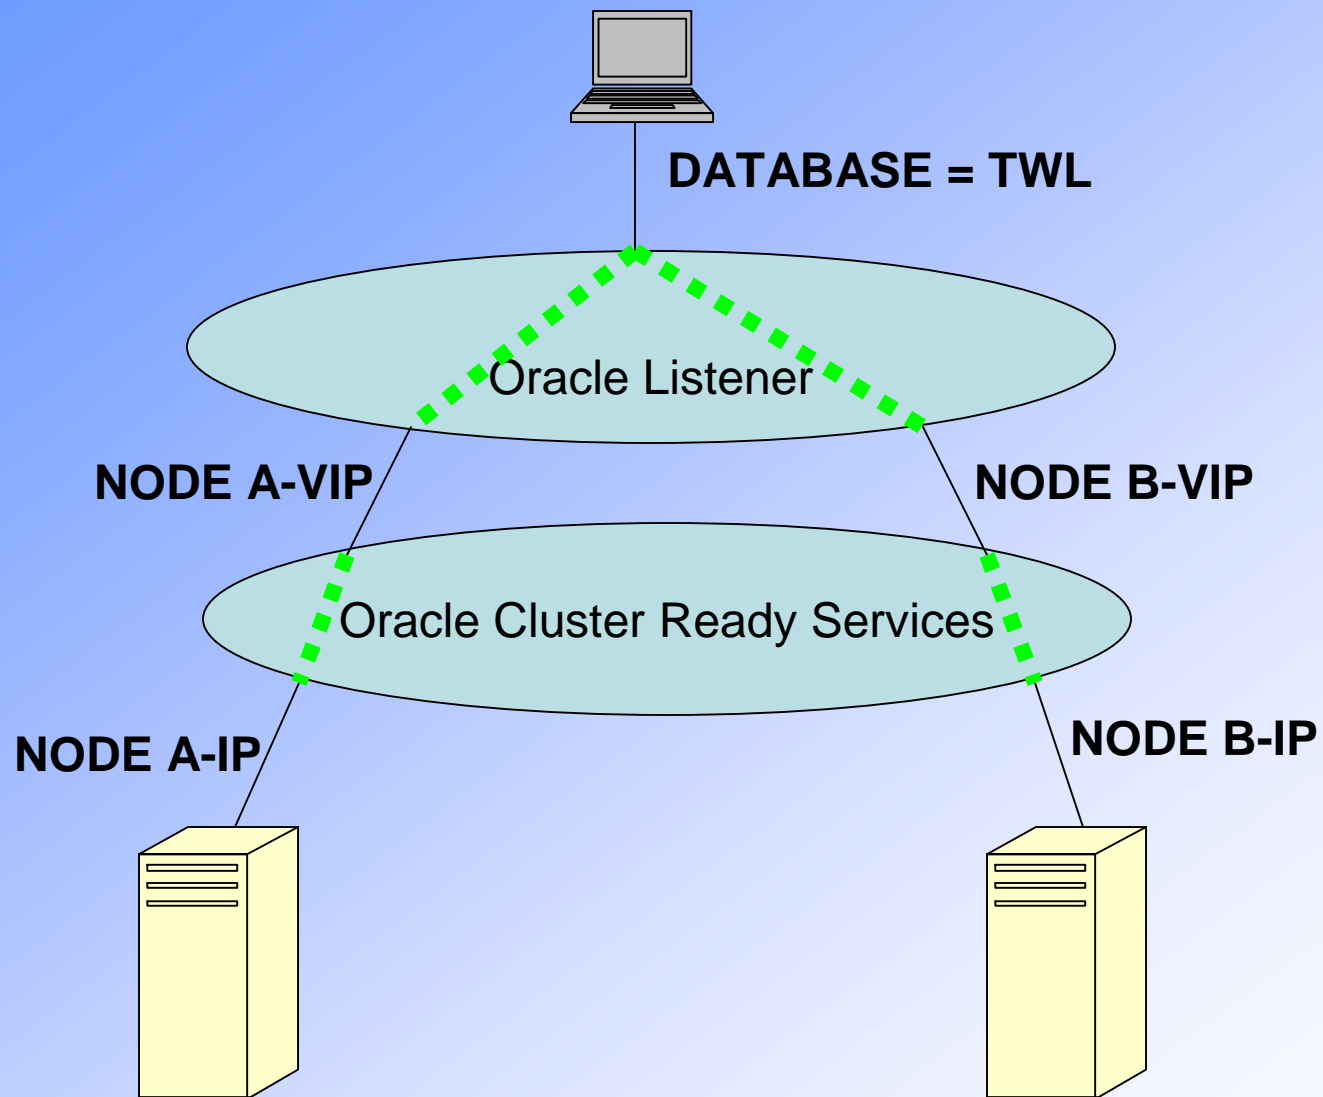 DATABASE = TWL
Oracle Listener
NODE A-VIP
NODE B-VIP
Oracle Cluster Ready Services
NODE A-IP
NODE B-IP